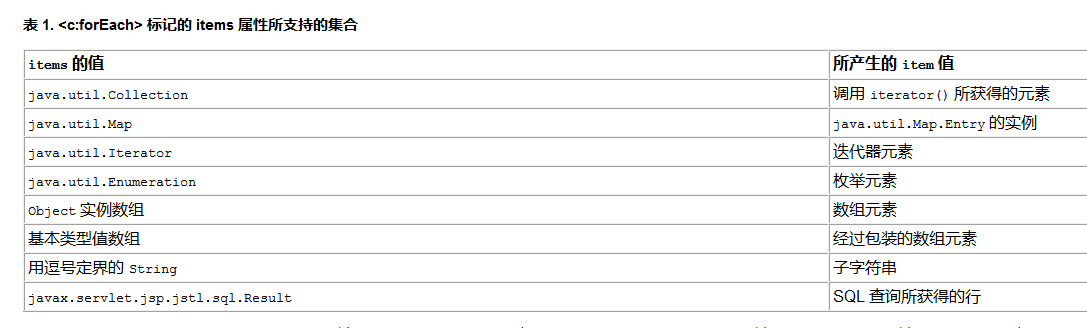 表 1. <c:forEach> 标记的 items 属性所支持的集合
items 的值 所产生的 item 值
java.util.Collection 调用 iterator() 所获得的元素
java.util.Map java.util.Map.Entry 的实例
java.util.Iterator 迭代器元素
java.util.Enumeration 枚举元素
Object 实例数组 数组元素
基本类型值数组 经过包装的数组元素
用逗号定界的 String 子字符串
javax.servlet.jsp.jstl.sql.Result SQL 查询所获得的行